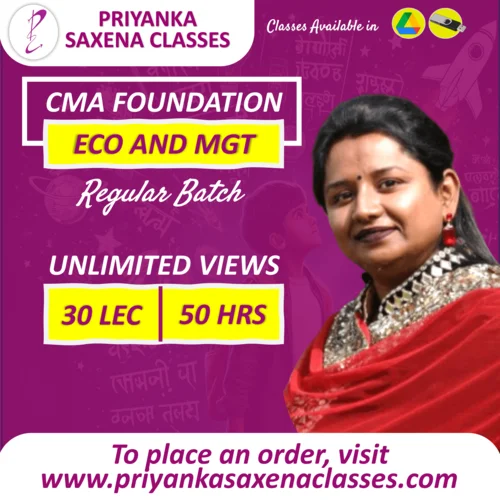 PRIYANKA
SAXENA CLASSES
Classes Available in
CMA FOUNDATION
ECO AND MGT
Regular Batch
UNLIMITED VIEWS
30 LEC
50 HRS
To place an order, visit
www.priyankasaxenaclasses.com